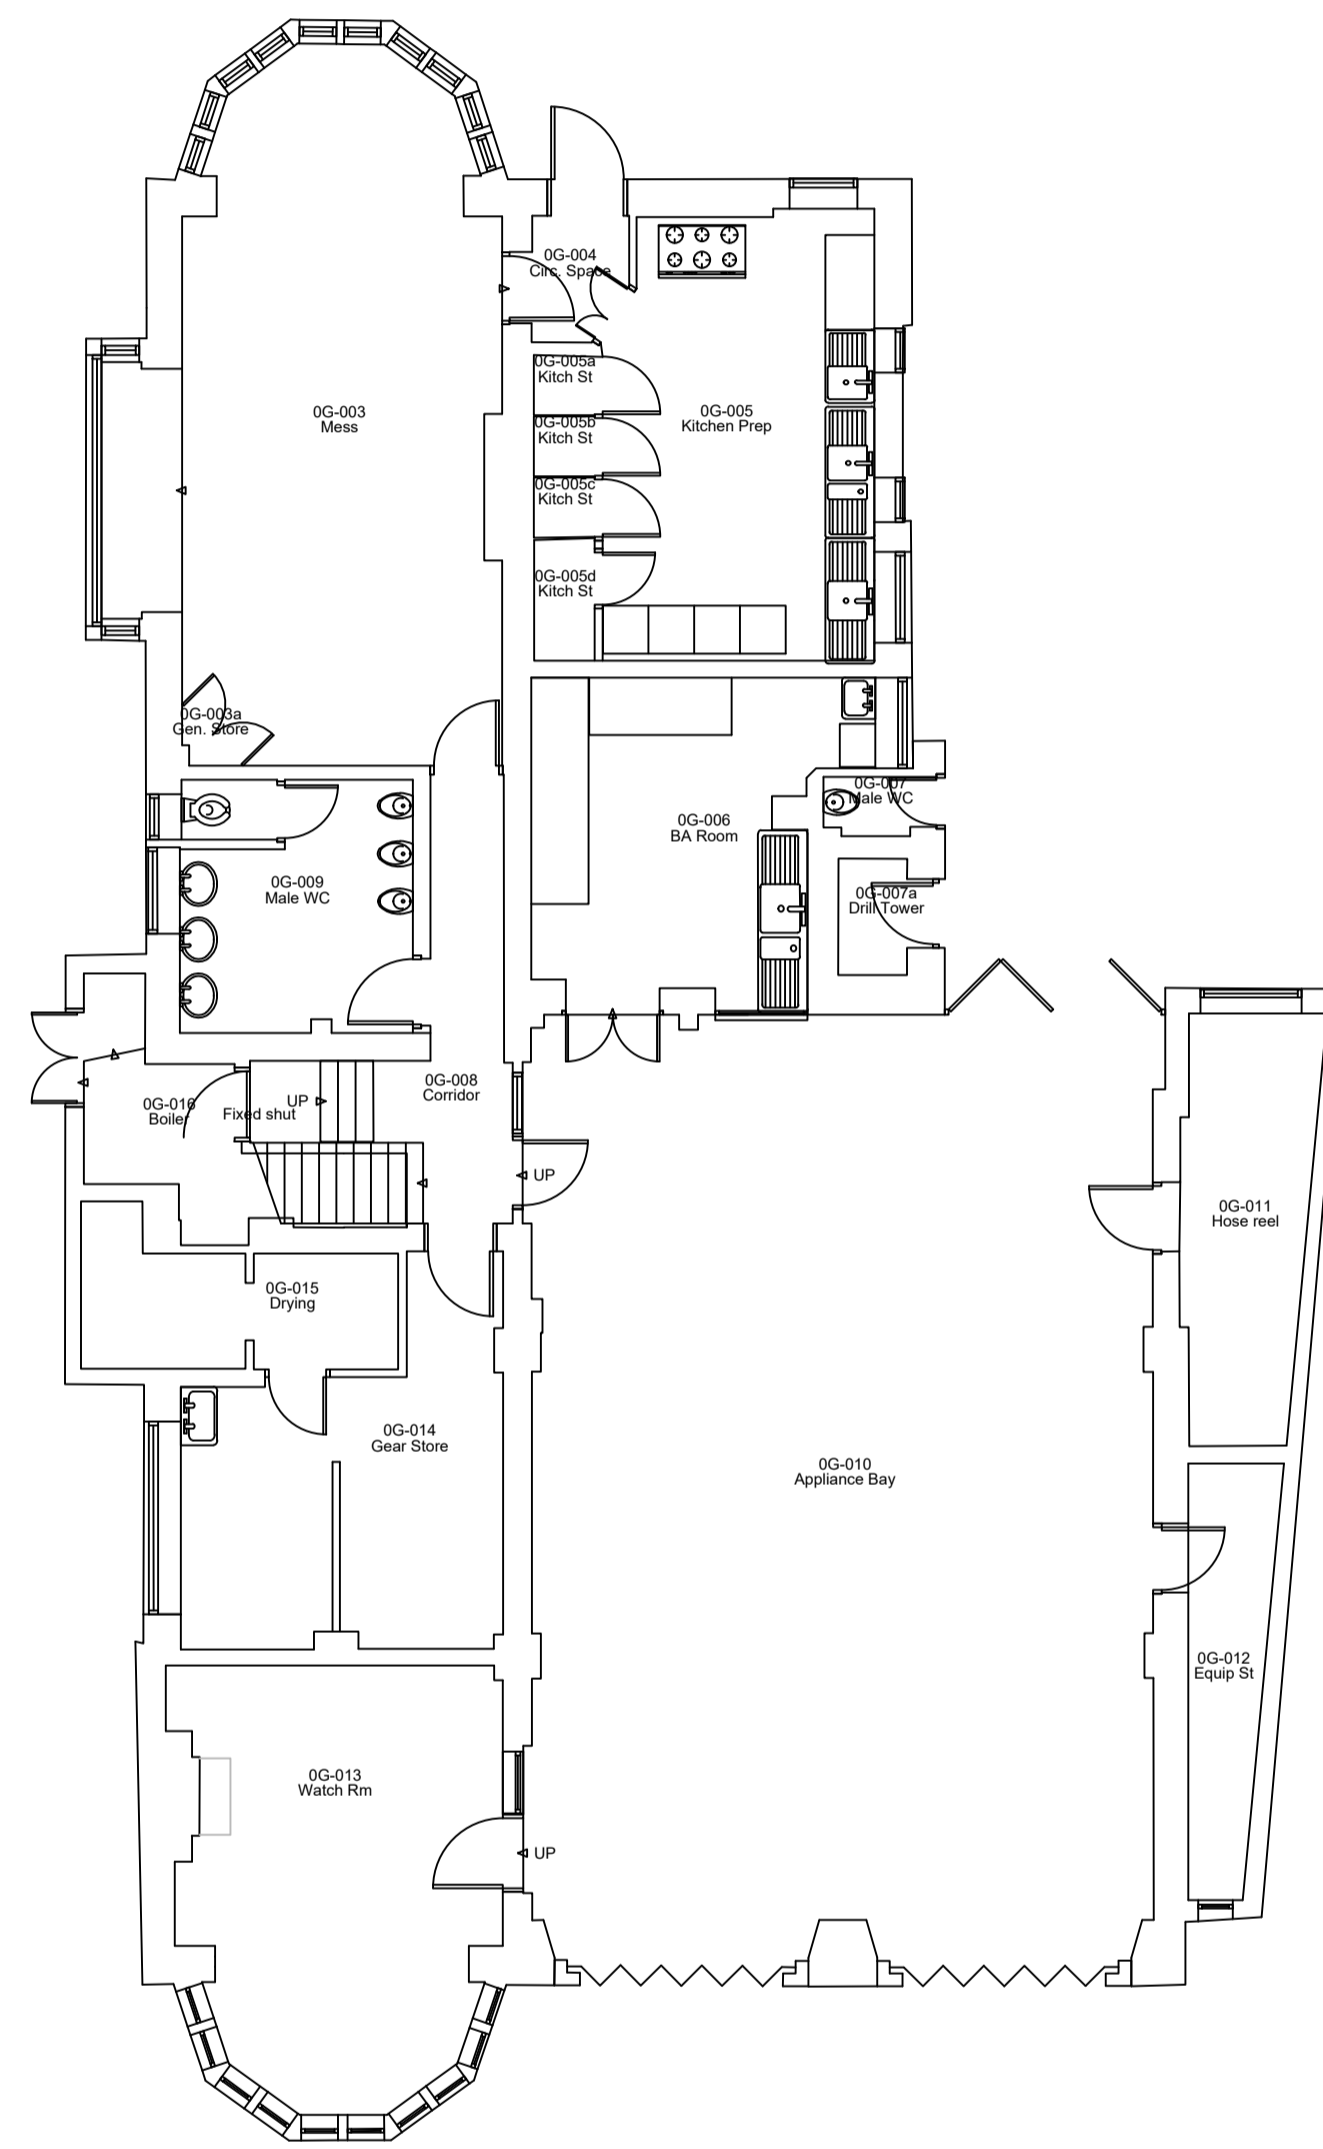 0G-004
Circ. Space
0G-005a
Kitch St
0G-003
Mess
0G-005
Kitchen Prep
0G-005b
Kitch St
0G-005c
Kitch St
0G-005d
Kitch St
0G-003a
Gen. Store
0G-007
Male WC
0G-006
BA Room
0G-009
Male WC
0G-007a
Drill Tower
0G-008
Corridor
0G-016
Boiler
Fixed shut
UP
UP
0G-011
Hose reel
0G-015
Drying
0G-014
Gear Store
0G-010
Appliance Bay
0G-012
Equip St
0G-013
Watch Rm
UP